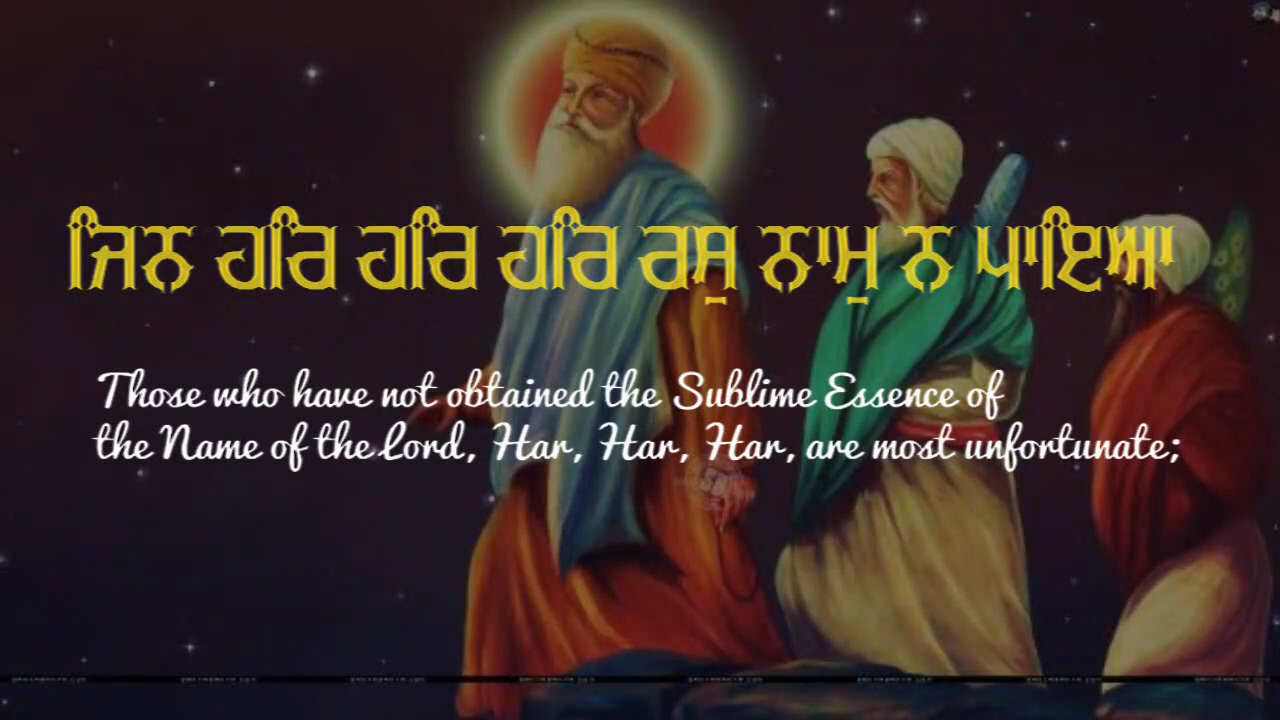 ਜਿਨ ਹਰਿ ਹਰਿ ਹਰਿ ਰਸੁ ਨਾਮੁ ਨ ਪਾਇਆ
Those who have not obtained the Sublime Essence of
the Name of the Lord, Har, Har, Har, are most unfortunate;